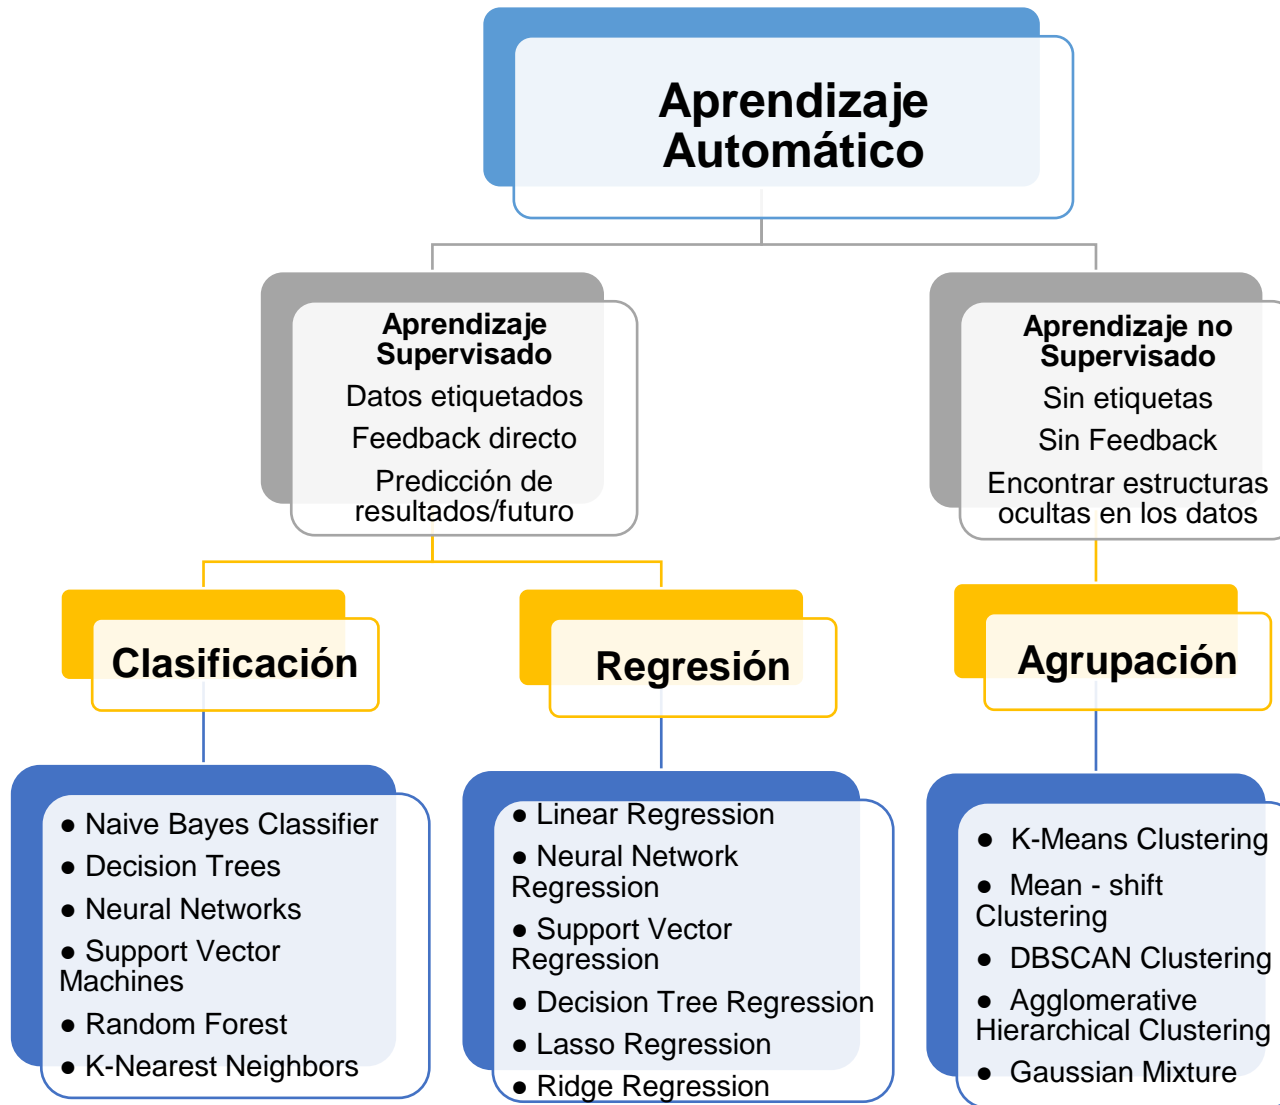 Aprendizaje
Automático
Aprendizaje
Supervisado
Datos etiquetados
Feedback directo
Predicción de
resultados/futuro
Aprendizaje no
Supervisado
Sin etiquetas
Sin Feedback
Encontrar estructuras
ocultas en los datos
Clasificación
Regresión
Agrupación
● Naive Bayes Classifier
● Decision Trees
● Neural Networks
● Support Vector
Machines
● Random Forest
● K-Nearest Neighbors
● Linear Regression
● Neural Network
Regression
● Support Vector
Regression
● Decision Tree Regression
● Lasso Regression
● Ridge Regression
● K-Means Clustering
● Mean - shift
Clustering
● DBSCAN Clustering
● Agglomerative
Hierarchical Clustering
● Gaussian Mixture